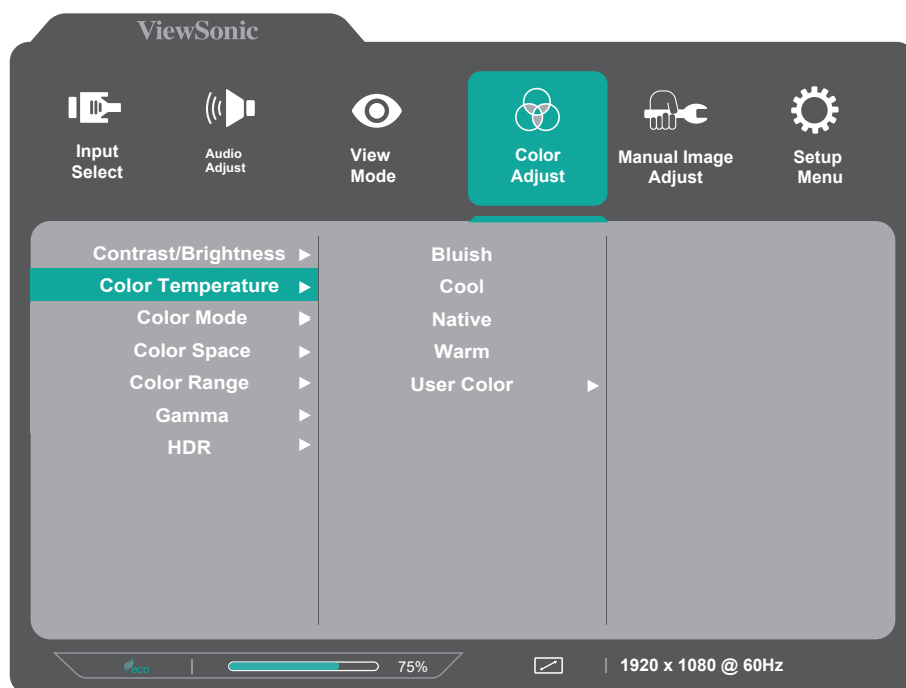 ViewSonic
Input
Select
Audio
Adjust
View
Mode
Color
Adjust
Manual Image
Adjust
Setup
Menu
Contrast/Brightness
Color Temperature
Color Mode
Color Space
Color Range
Gamma
HDR
Bluish
Cool
Native
Warm
User Color
ECO
75%
1920 x 1080 @ 60Hz